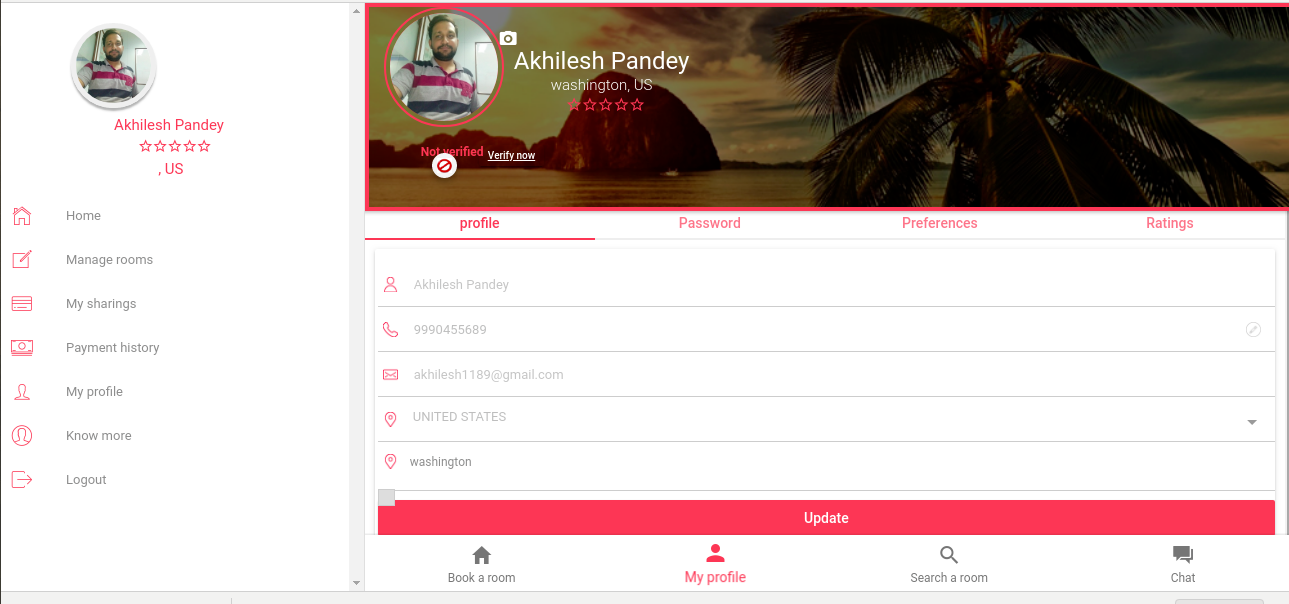 Akhilesh Pandey
, US
Home
Manage rooms
My sharings
Payment history
My profile
Know more
Logout
Akhilesh Pandey
washington, US
Not verified Verify now
profile Password Preferences Ratings
Akhilesh Pandey
9990455689
akhilesh1189@gmail.com
UNITED STATES
washington
Update
Book a room My profile Search a room Chat